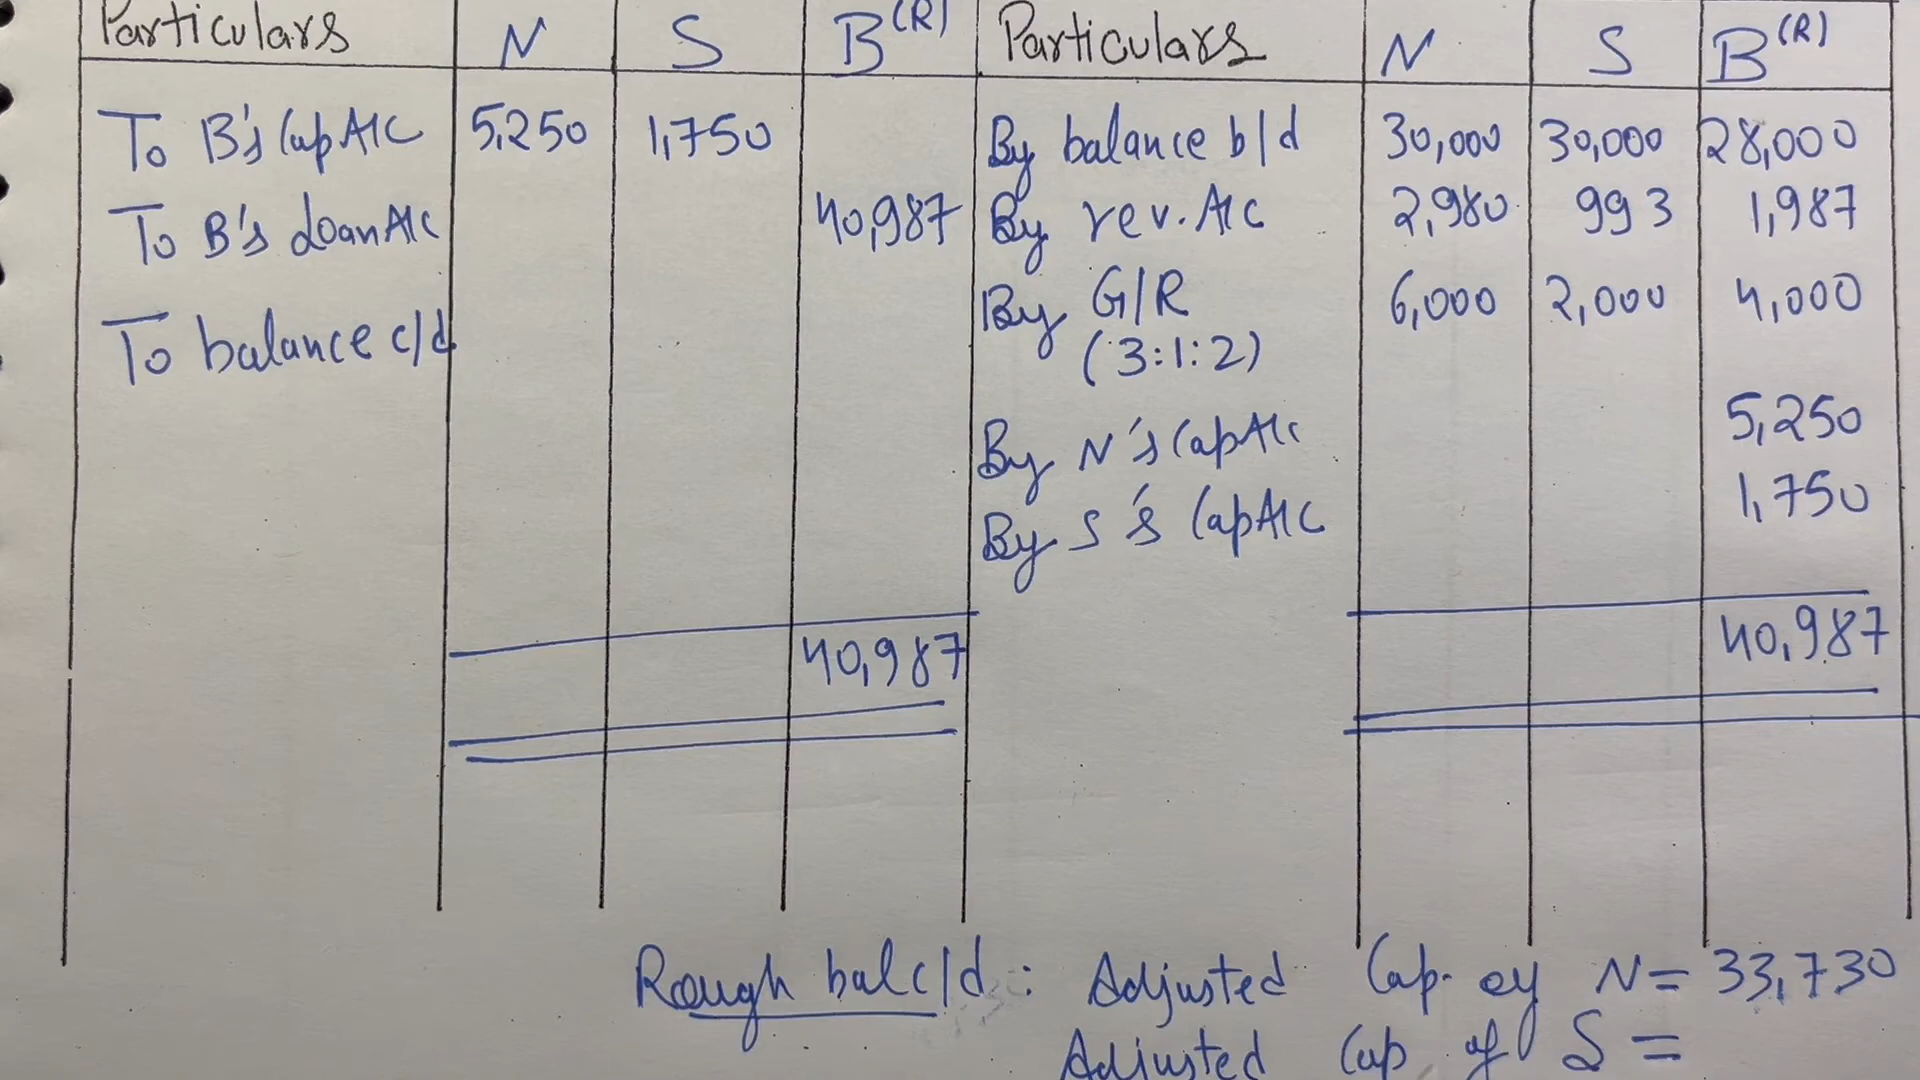 Particulars N S B(R) Particulars N S B(R)
To B's Cap A/C 5,250 1,750 By balance b/d 30,000 30,000 28,000
To B's Loan A/C 40,987 By rev. A/C 2,980 993 1,987
To balance c/d By G/R 6,000 2,000 4,000
(3:1:2)
By N's Cap A/C 5,250
By S's Cap A/C 1,750
40,987 40,987
Rough bal c/d : Adjusted Cap. of N = 33,730
Adjusted Cap. of S =